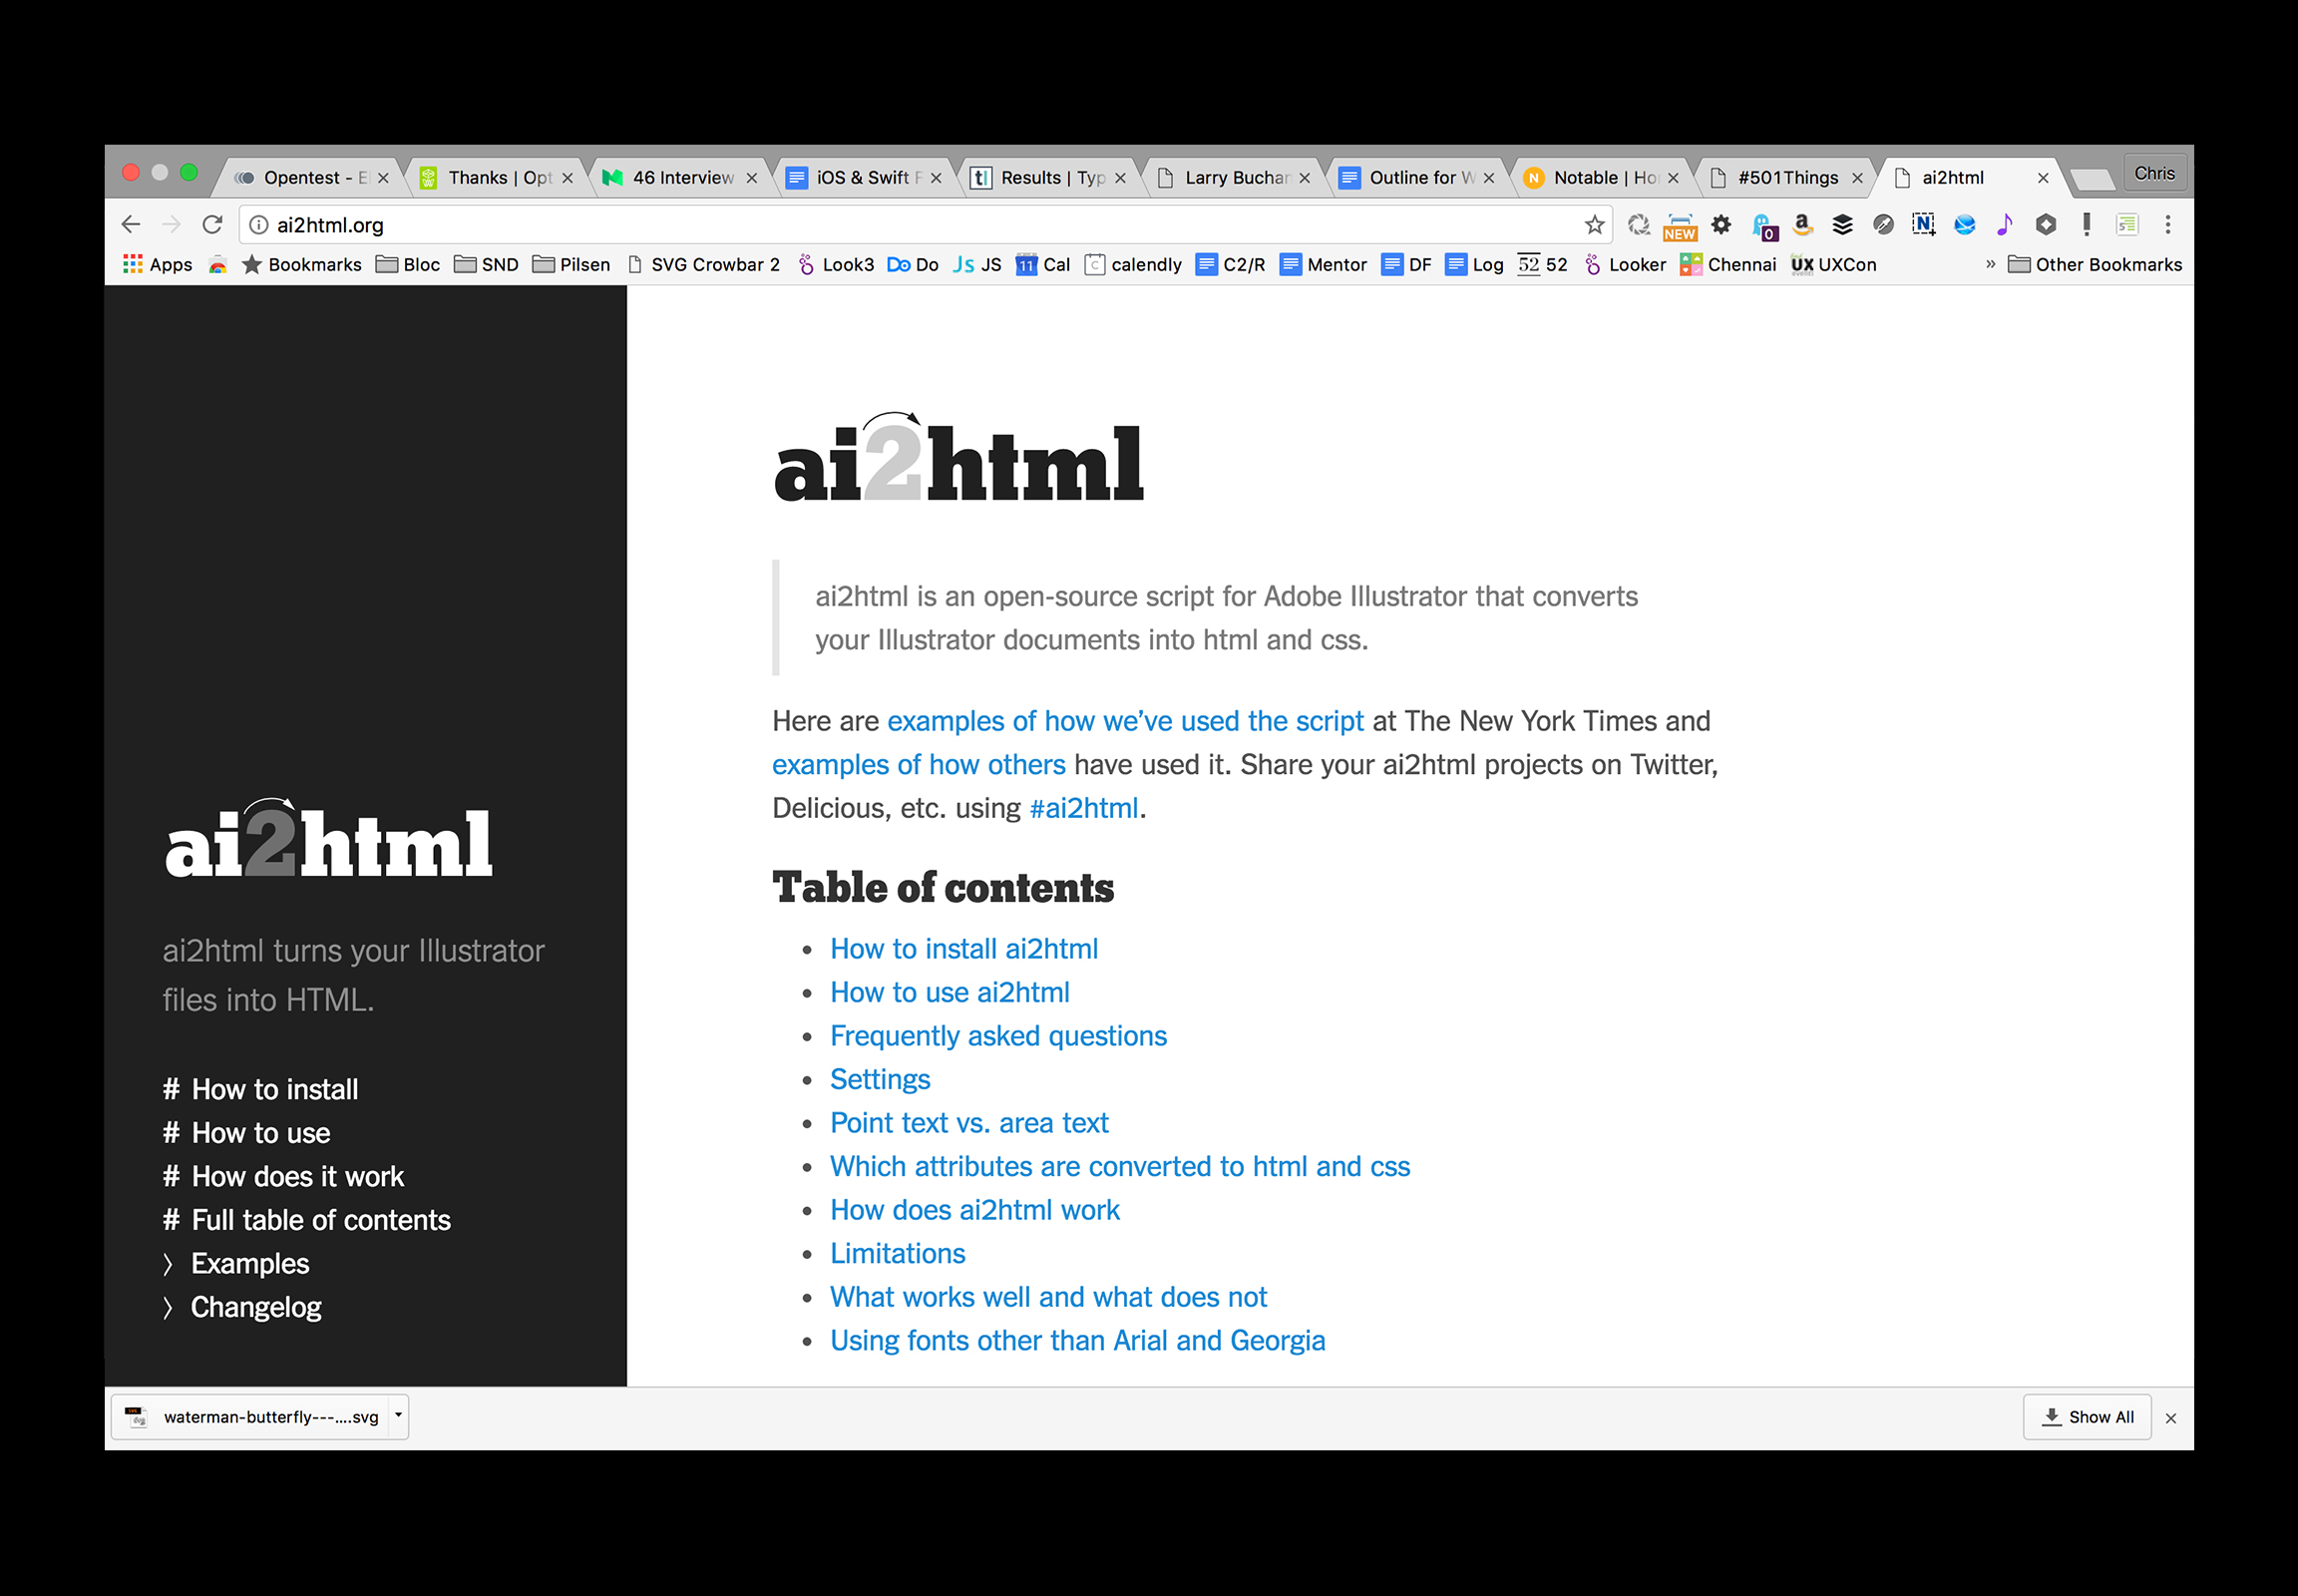 Opentest - E
Thanks | Opt
46 Interview
iOS & Swift F
Results | Typ
Larry Buchan
Outline for W
Notable | Ho
#501Things
ai2html
Chris
ai2html.org
NEW
0
Apps
Bookmarks
Bloc
SND
Pilsen
SVG Crowbar 2
Look3
Do Do
Js JS
11 Cal
calendly
C2/R
Mentor
DF
Log
52 52
Looker
Chennai
UX UXCon
» Other Bookmarks
ai2html
ai2html turns your Illustrator
files into HTML.
# How to install
# How to use
# How does it work
# Full table of contents
〉 Examples
〉 Changelog
ai2html
ai2html is an open-source script for Adobe Illustrator that converts
your Illustrator documents into html and css.
Here are examples of how we’ve used the script at The New York Times and
examples of how others have used it. Share your ai2html projects on Twitter,
Delicious, etc. using #ai2html.
Table of contents
• How to install ai2html
• How to use ai2html
• Frequently asked questions
• Settings
• Point text vs. area text
• Which attributes are converted to html and css
• How does ai2html work
• Limitations
• What works well and what does not
• Using fonts other than Arial and Georgia
waterman-butterfly---....svg
Show All